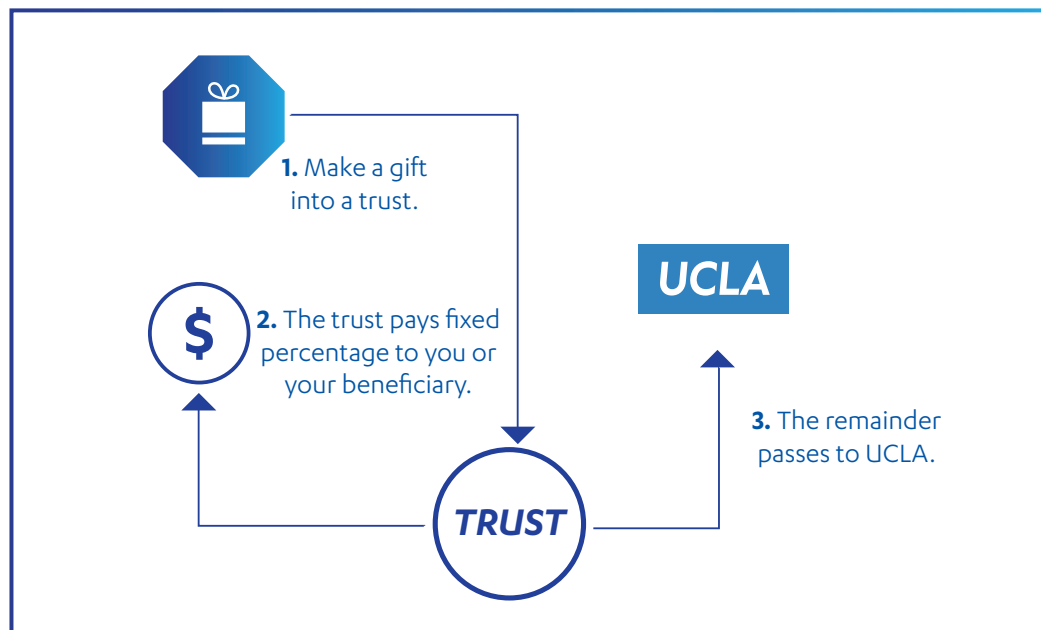 1. Make a gift
into a trust.
UCLA
$
2. The trust pays fixed
percentage to you or
your beneficiary.
3. The remainder
passes to UCLA.
TRUST